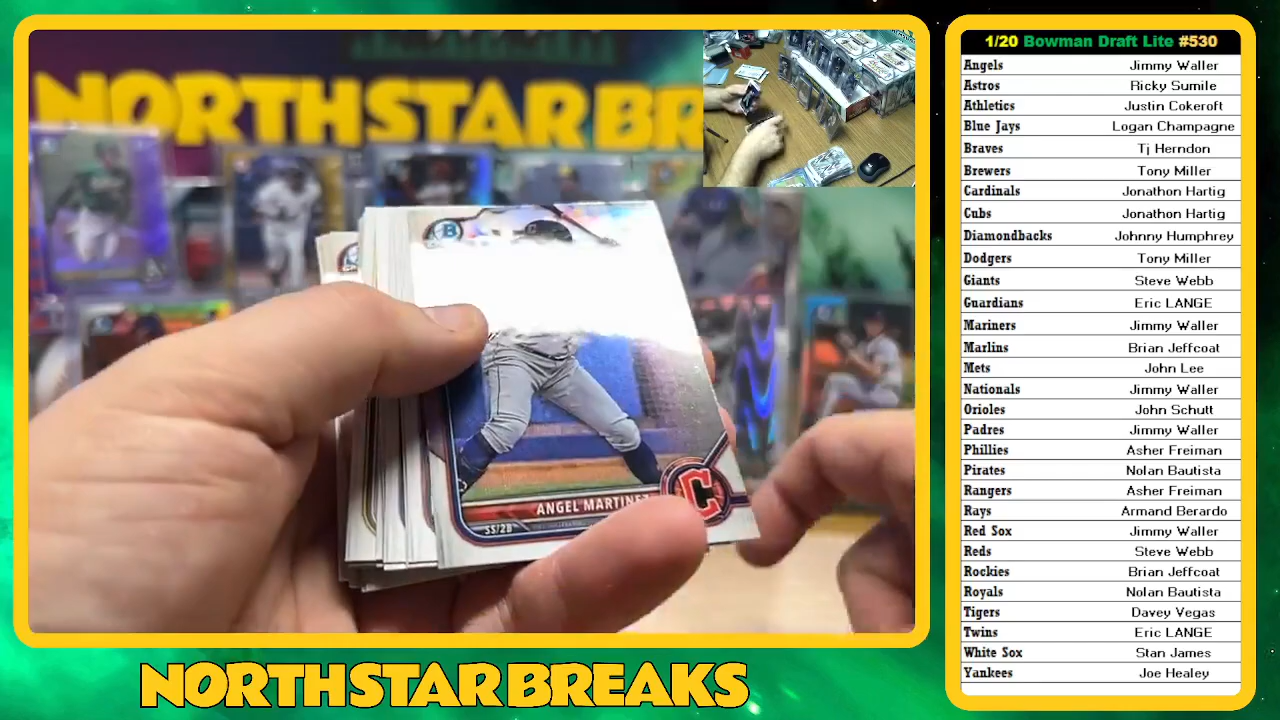 NORTHSTAR BR
B
C
ANGEL MARTINEZ
SS/2B
C
NORTHSTAR BREAKS
1/20 Bowman Draft Lite #530
Angels Jimmy Waller
Astros Ricky Sumile
Athletics Justin Cokeroft
Blue Jays Logan Champagne
Braves Tj Herndon
Brewers Tony Miller
Cardinals Jonathon Hartig
Cubs Jonathon Hartig
Diamondbacks Johnny Humphrey
Dodgers Tony Miller
Giants Steve Webb
Guardians Eric LANGE
Mariners Jimmy Waller
Marlins Brian Jeffcoat
Mets John Lee
Nationals Jimmy Waller
Orioles John Schutt
Padres Jimmy Waller
Phillies Asher Freiman
Pirates Nolan Bautista
Rangers Asher Freiman
Rays Armand Berardo
Red Sox Jimmy Waller
Reds Steve Webb
Rockies Brian Jeffcoat
Royals Nolan Bautista
Tigers Davey Vegas
Twins Eric LANGE
White Sox Stan James
Yankees Joe Healey